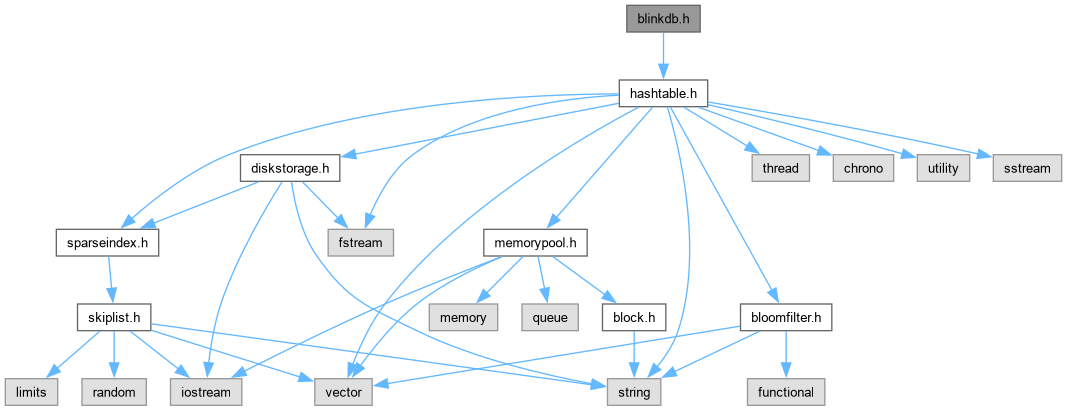 blinkdb.h
hashtable.h
diskstorage.h
thread
chrono
utility
sstream
sparseindex.h
fstream
memorypool.h
skiplist.h
memory
queue
block.h
bloomfilter.h
limits
random
iostream
vector
string
functional